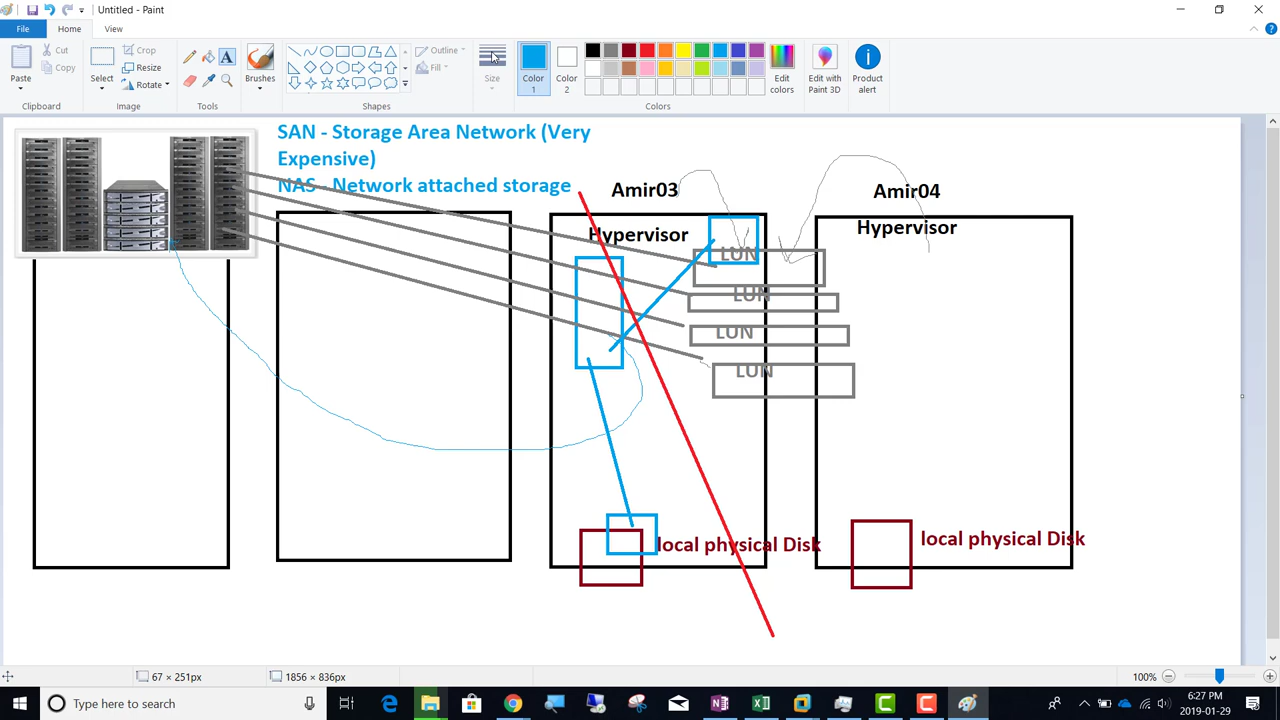 Untitled - Paint
File
Home
View
Paste
Cut
Copy
Clipboard
Select
Crop
Resize
Rotate
Image
A
Tools
Brushes
Shapes
Outline
Fill
Size
Color 1
Color 2
Edit colors
Colors
Edit with Paint 3D
Product alert
SAN - Storage Area Network (Very
Expensive)
NAS - Network attached storage
Amir03
Amir04
Hypervisor
Hypervisor
LUN
LUN
LUN
LUN
local physical Disk
local physical Disk
67 × 251px
1856 × 836px
100%
Type here to search
6:27 PM
2019-01-29